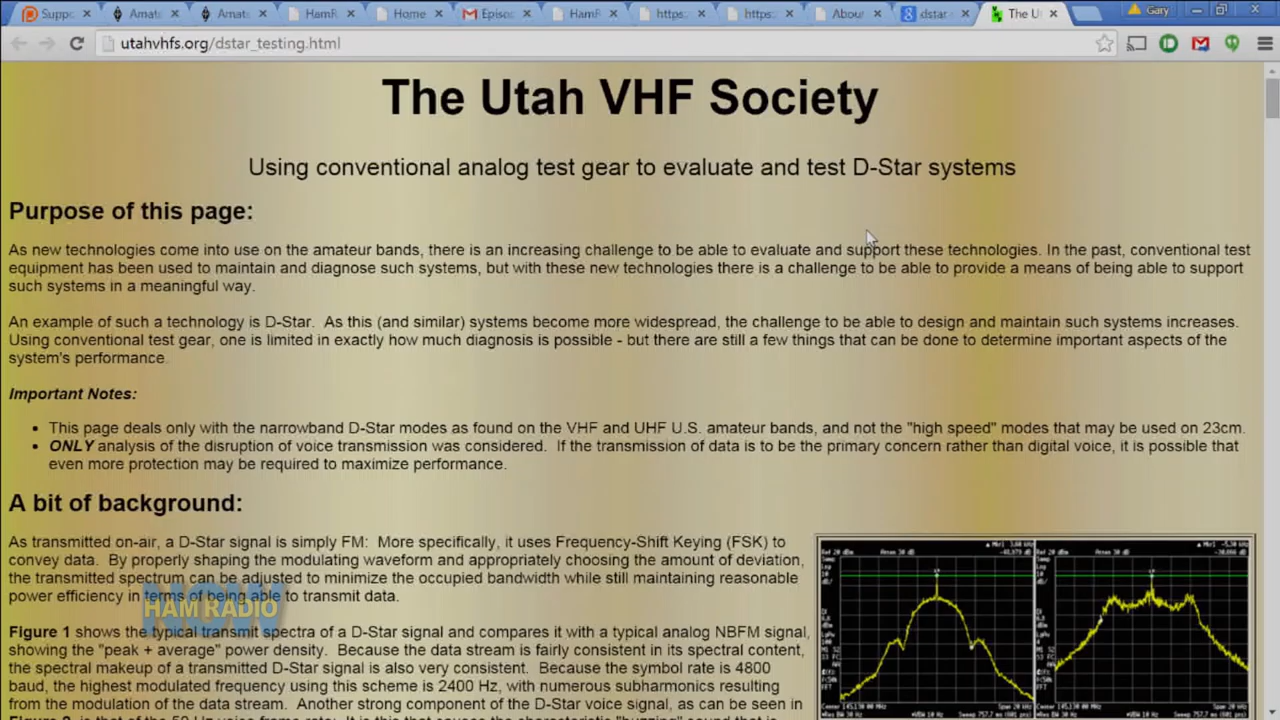 Suppo
Amate
Amate
HamR
Home
Episo
HamR
https:
https:
Abou
dstar
The U
Gary
utahvhfs.org/dstar_testing.html
The Utah VHF Society
Using conventional analog test gear to evaluate and test D-Star systems
Purpose of this page:
As new technologies come into use on the amateur bands, there is an increasing challenge to be able to evaluate and support these technologies. In the past, conventional test
equipment has been used to maintain and diagnose such systems, but with these new technologies there is a challenge to be able to provide a means of being able to support
such systems in a meaningful way.
An example of such a technology is D-Star. As this (and similar) systems become more widespread, the challenge to be able to design and maintain such systems increases.
Using conventional test gear, one is limited in exactly how much diagnosis is possible - but there are still a few things that can be done to determine important aspects of the
system's performance
Important Notes:
This page deals only with the narrowband D-Star modes as found on the VHF and UHF U.S. amateur bands, and not the "high speed" modes that may be used on 23cm.
ONLY analysis of the disruption of voice transmission was considered. If the transmission of data is to be the primary concern rather than digital voice, it is possible that
even more protection may be required to maximize performance.
A bit of background:
As transmitted on-air, a D-Star signal is simply FM: More specifically, it uses Frequency-Shift Keying (FSK) to
convey data. By properly shaping the modulating waveform and appropriately choosing the amount of deviation,
the transmitted spectrum can be adjusted to minimize the occupied bandwidth while still maintaining reasonable
power efficiency in terms of being able to transmit data.
HAM RADIO
NOW
Figure 1 shows the typical transmit spectra of a D-Star signal and compares it with a typical analog NBFM signal,
showing the "peak + average" power density. Because the data stream is fairly consistent in its spectral content,
the spectral makeup of a transmitted D-Star signal is also very consistent. Because the symbol rate is 4800
baud, the highest modulated frequency using this scheme is 2400 Hz, with numerous subharmonics resulting
from the modulation of the data stream. Another strong component of the D-Star voice signal, as can be seen in